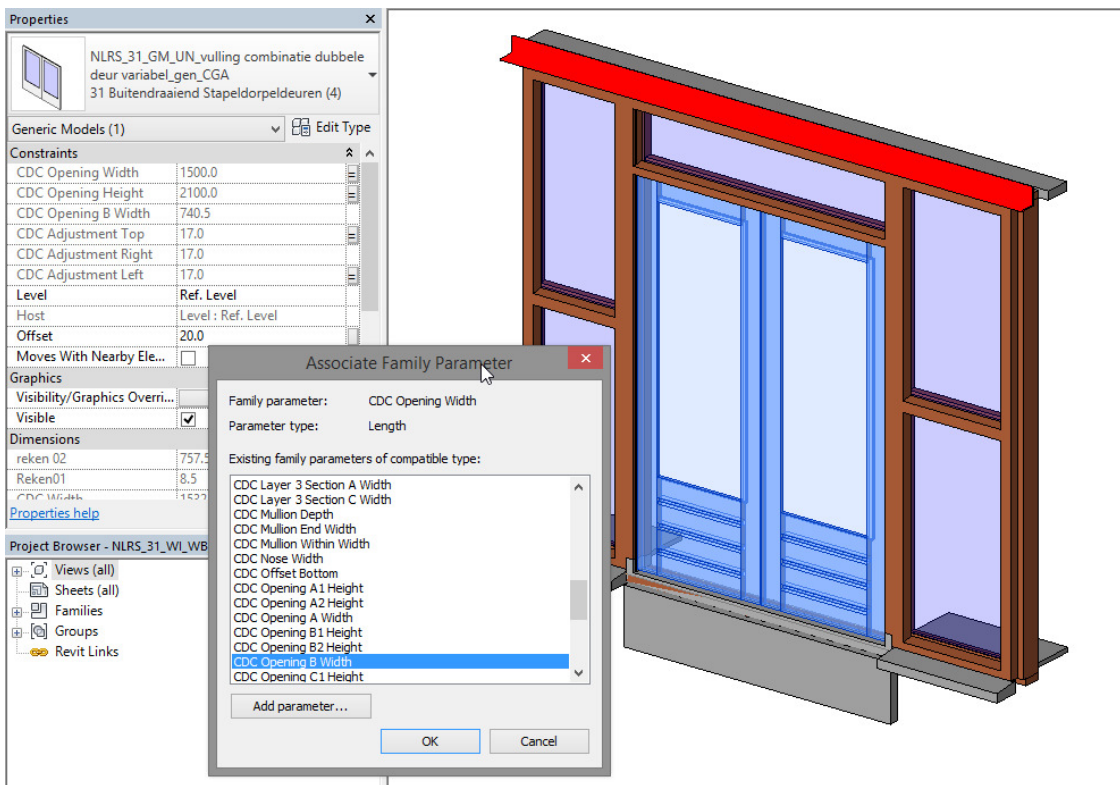 Properties
NLRS_31_GM_UN_vulling combinatie dubbele
deur variabel_gen_CGA
31 Buitendraaiend Stapeldorpeldeuren (4)
Generic Models (1)
Edit Type
Constraints
CDC Opening Width 1500.0 =
CDC Opening Height 2100.0 =
CDC Opening B Width 740.5
CDC Adjustment Top 17.0 =
CDC Adjustment Right 17.0
CDC Adjustment Left 17.0 =
Level Ref. Level
Host Level : Ref. Level
Offset 20.0
Moves With Nearby Ele...
Graphics
Visibility/Graphics Overri...
Visible
Dimensions
reken 02 757.5
Reken01 8.5
CDC Width 1532
Properties help
Project Browser - NLRS_31_WI_WB
Views (all)
Sheets (all)
Families
Groups
Revit Links
Associate Family Parameter
Family parameter: CDC Opening Width
Parameter type: Length
Existing family parameters of compatible type:
CDC Layer 3 Section A Width
CDC Layer 3 Section C Width
CDC Mullion Depth
CDC Mullion End Width
CDC Mullion Within Width
CDC Nose Width
CDC Offset Bottom
CDC Opening A1 Height
CDC Opening A2 Height
CDC Opening A Width
CDC Opening B1 Height
CDC Opening B2 Height
CDC Opening B Width
CDC Opening C1 Height
Add parameter...
OK
Cancel